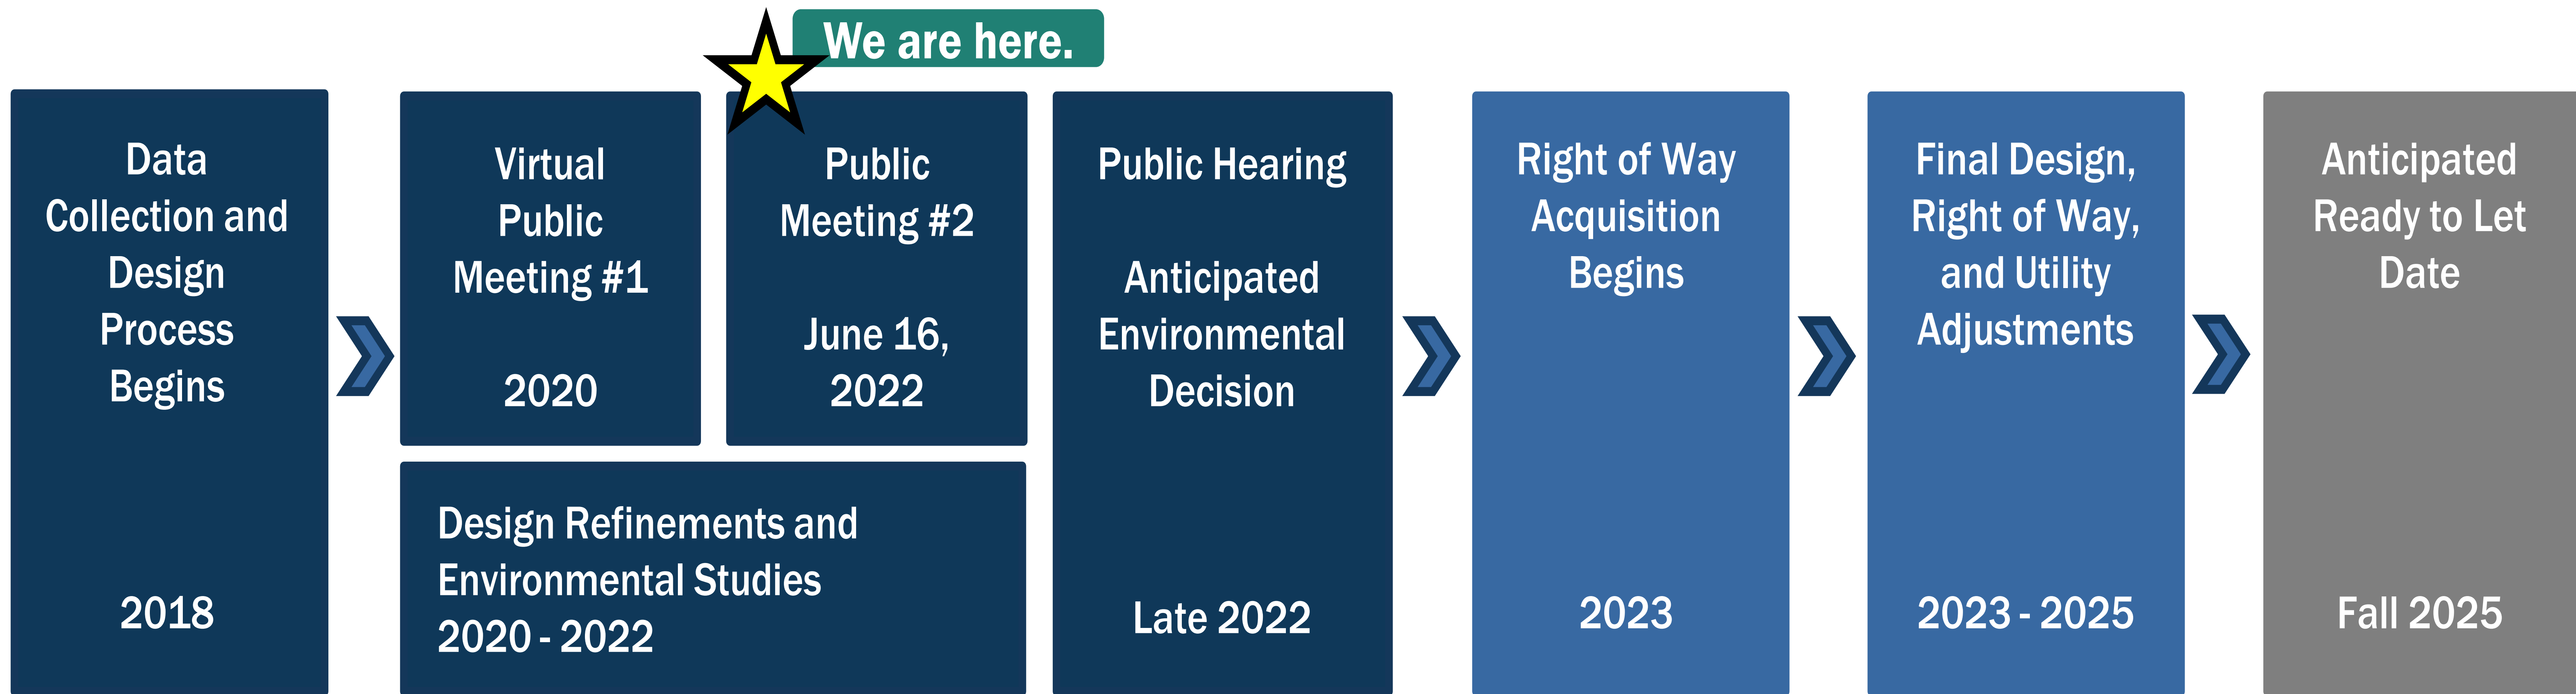 We are here.
Data
Collection and
Design
Process
Begins
2018
Virtual
Public
Meeting #1
2020
Public
Meeting #2
June 16,
2022
Design Refinements and
Environmental Studies
2020 - 2022
Public Hearing
Anticipated
Environmental
Decision
Late 2022
Right of Way
Acquisition
Begins
2023
Final Design,
Right of Way,
and Utility
Adjustments
2023 - 2025
Anticipated
Ready to Let
Date
Fall 2025